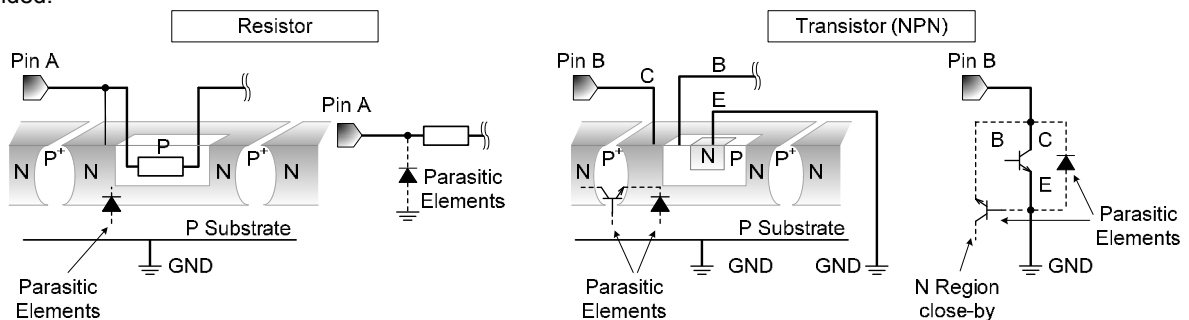 Resistor
Pin A
N
P+
N
P
N
P+
N
P Substrate
GND
Parasitic
Elements
Pin A
Parasitic
Elements
Transistor (NPN)
Pin B
C
B
E
N
P+
N
N
P
N
P+
N
P Substrate
GND
GND
Parasitic
Elements
Pin B
B
C
E
Parasitic
Elements
GND
N Region
close-by